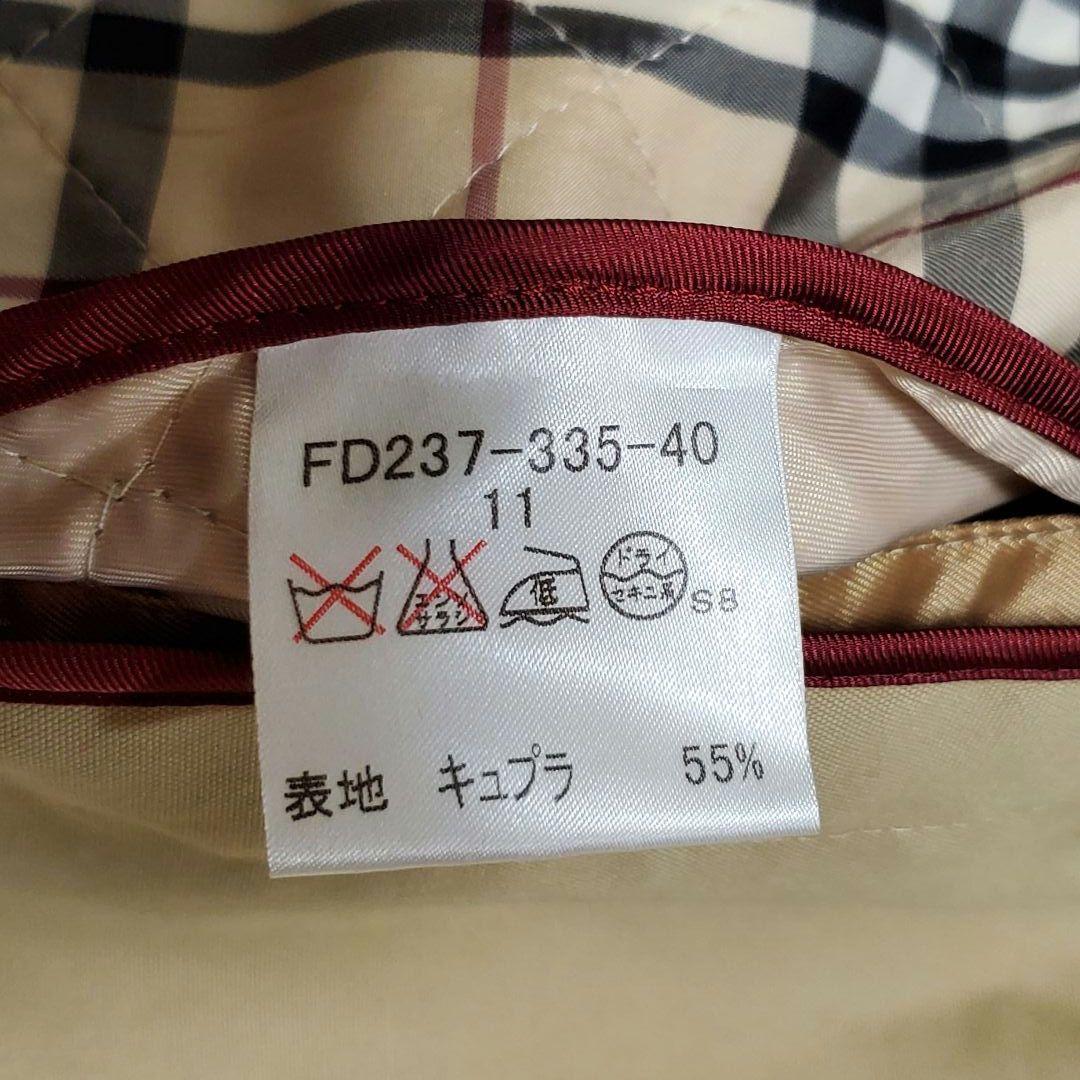 FD237-335-40
11
エンソ
サラシ
低
ドライ
セキユ系
S8
表地 キュプラ 55%